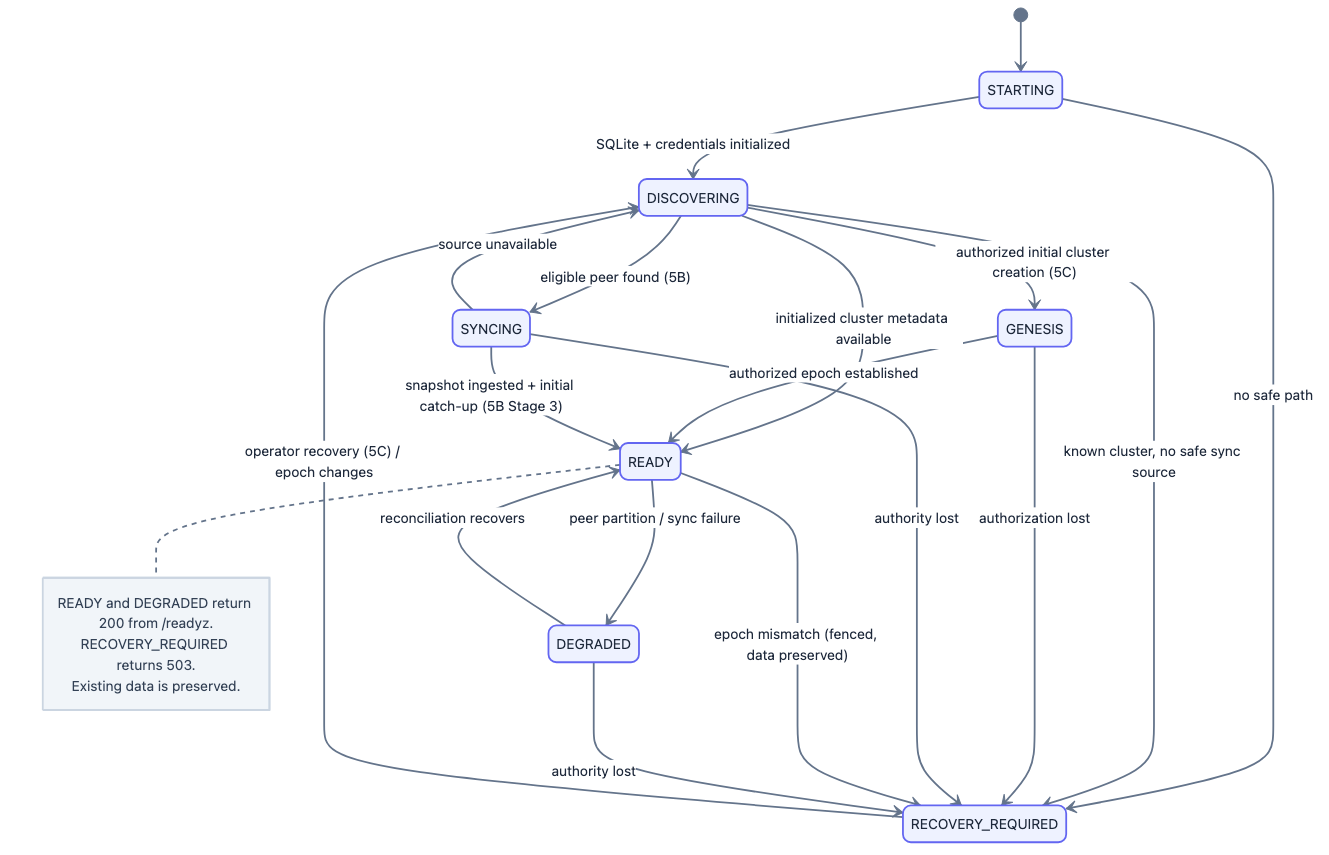 STARTING
SQLite + credentials initialized
DISCOVERING
source unavailable
authorized initial cluster
creation (5C)
eligible peer found (5B)
initialized cluster metadata
available
SYNCING
GENESIS
authorized epoch established
snapshot ingested + initial
catch-up (5B Stage 3)
no safe path
operator recovery (5C) /
epoch changes
READY
known cluster, no safe sync
source
reconciliation recovers
peer partition / sync failure
authority lost
authorization lost
READY and DEGRADED return
200 from /readyz.
RECOVERY_REQUIRED
returns 503.
Existing data is preserved.
DEGRADED
epoch mismatch (fenced,
data preserved)
authority lost
RECOVERY_REQUIRED